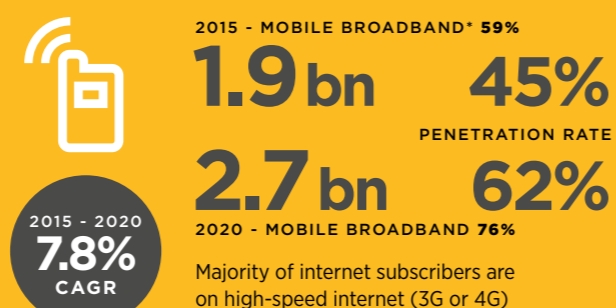 2015 - MOBILE BROADBAND* 59%
1.9 bn 45%
PENETRATION RATE
2.7 bn 62%
2020 - MOBILE BROADBAND 76%
2015 - 2020
7.8%
CAGR
Majority of internet subscribers are
on high-speed internet (3G or 4G)